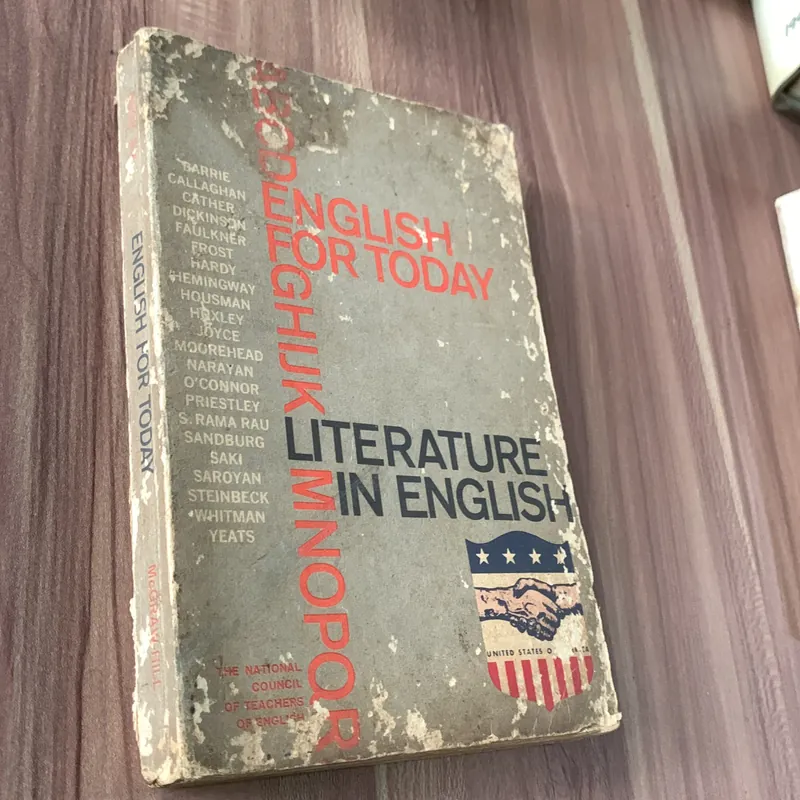 ABCDEFGHIJK MNOPQR
ENGLISH
FOR TODAY
BARRIE
CALLAGHAN
CATHER
DICKINSON
FAULKNER
FROST
HARDY
HEMINGWAY
HOUSMAN
HUXLEY
JOYCE
MOOREHEAD
NARAYAN
O'CONNOR
PRIESTLEY
S. RAMA RAU
SANDBURG
SAKI
SAROYAN
STEINBECK
WHITMAN
YEATS
LITERATURE
IN ENGLISH
UNITED STATES O
THE NATIONAL
COUNCIL
OF TEACHERS
OF ENGLISH
ENGLISH FOR TODAY
McGRAW-HILL